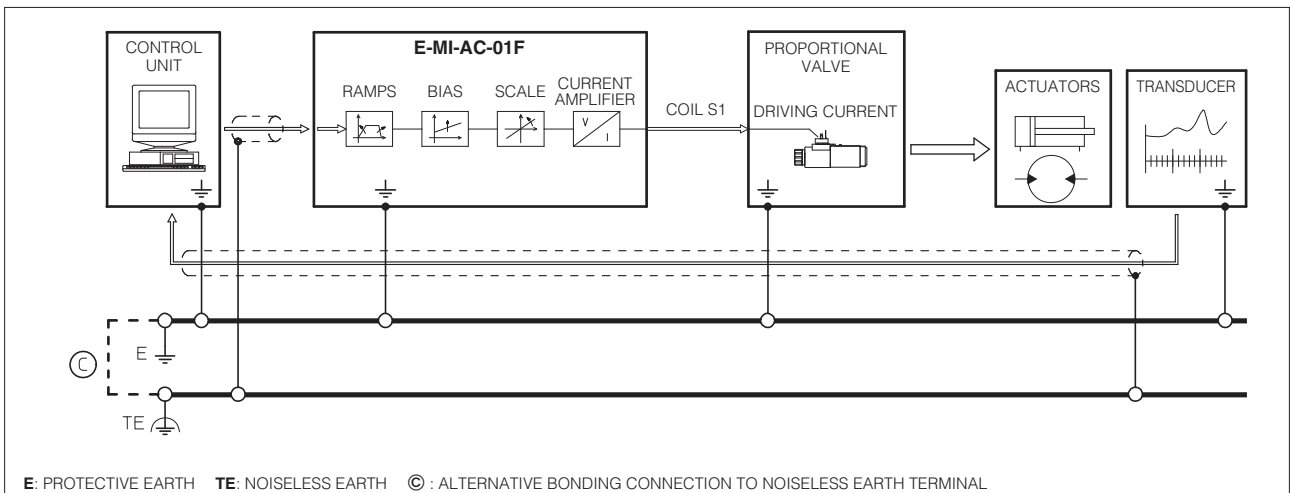 CONTROL
UNIT
E-MI-AC-01F
RAMPS
BIAS
SCALE
CURRENT
AMPLIFIER
V
I
COIL S1
PROPORTIONAL
VALVE
DRIVING CURRENT
ACTUATORS
TRANSDUCER
C
E
TE
E: PROTECTIVE EARTH TE: NOISELESS EARTH © : ALTERNATIVE BONDING CONNECTION TO NOISELESS EARTH TERMINAL